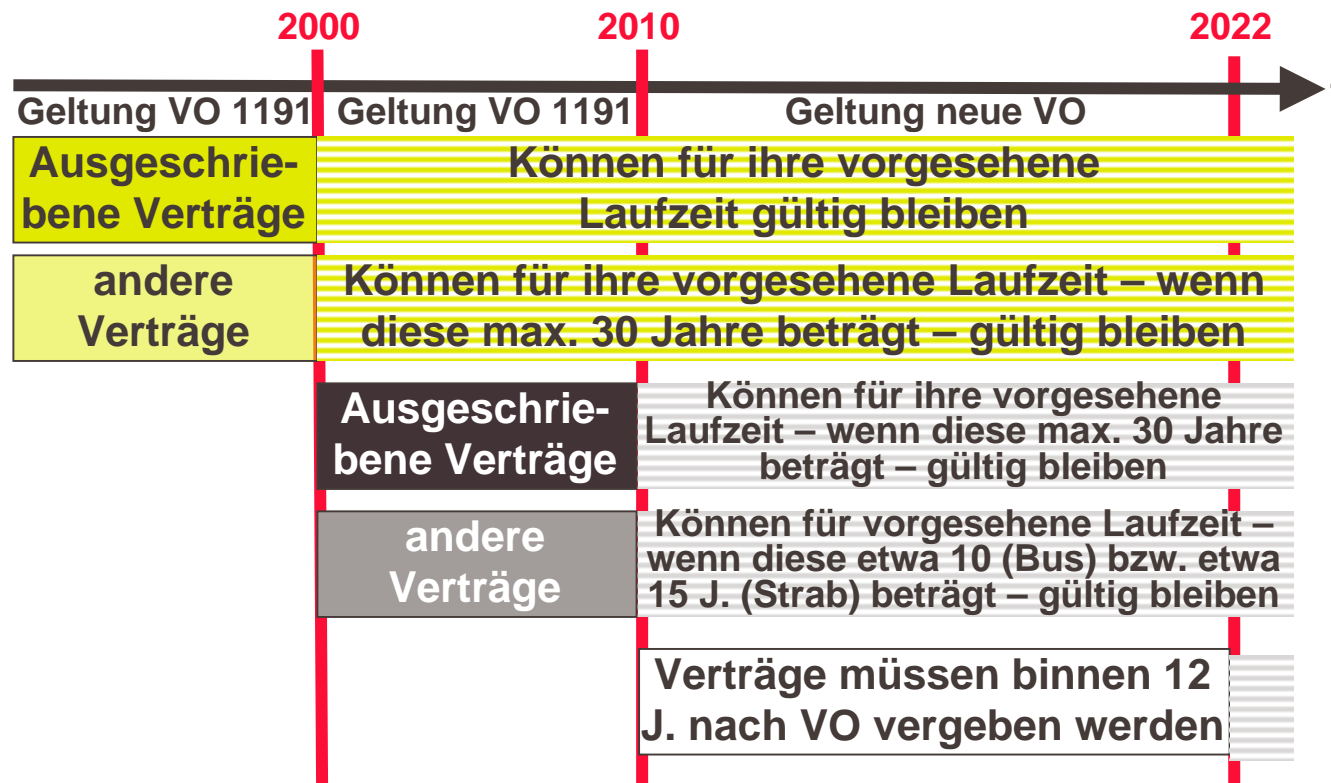 2000 2010 2022
Geltung VO 1191 Geltung VO 1191 Geltung neue VO
Ausgeschrie-
bene Verträge
Können für ihre vorgesehene
Laufzeit gültig bleiben
andere
Verträge
Können für ihre vorgesehene Laufzeit – wenn
diese max. 30 Jahre beträgt – gültig bleiben
Ausgeschrie-
bene Verträge
Können für ihre vorgesehene
Laufzeit – wenn diese max. 30 Jahre
beträgt – gültig bleiben
andere
Verträge
Können für vorgesehene Laufzeit –
wenn diese etwa 10 (Bus) bzw. etwa
15 J. (Strab) beträgt – gültig bleiben
Verträge müssen binnen 12
J. nach VO vergeben werden